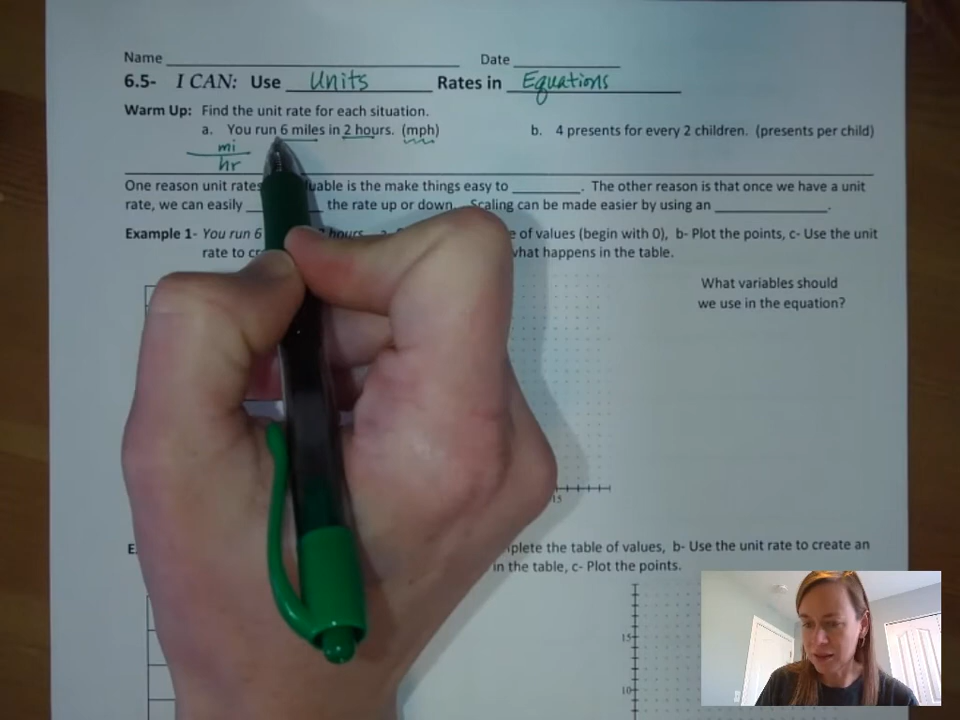 Name Date
6.5- I CAN: Use Units Rates in Equations
Warm Up: Find the unit rate for each situation.
a. You run 6 miles in 2 hours. (mph) b. 4 presents for every 2 children. (presents per child)
mi
hr
One reason unit rates is the make things easy to . The other reason is that once we have a unit
rate, we can easily the rate up or down. Scaling can be made easier by using an .
Example 1- You run 6 hours. of values (begin with 0), b- Plot the points, c- Use the unit
rate to what happens in the table.
What variables should
we use in the equation?
15
the table of values, b- Use the unit rate to create an
in the table, c- Plot the points.
15
10